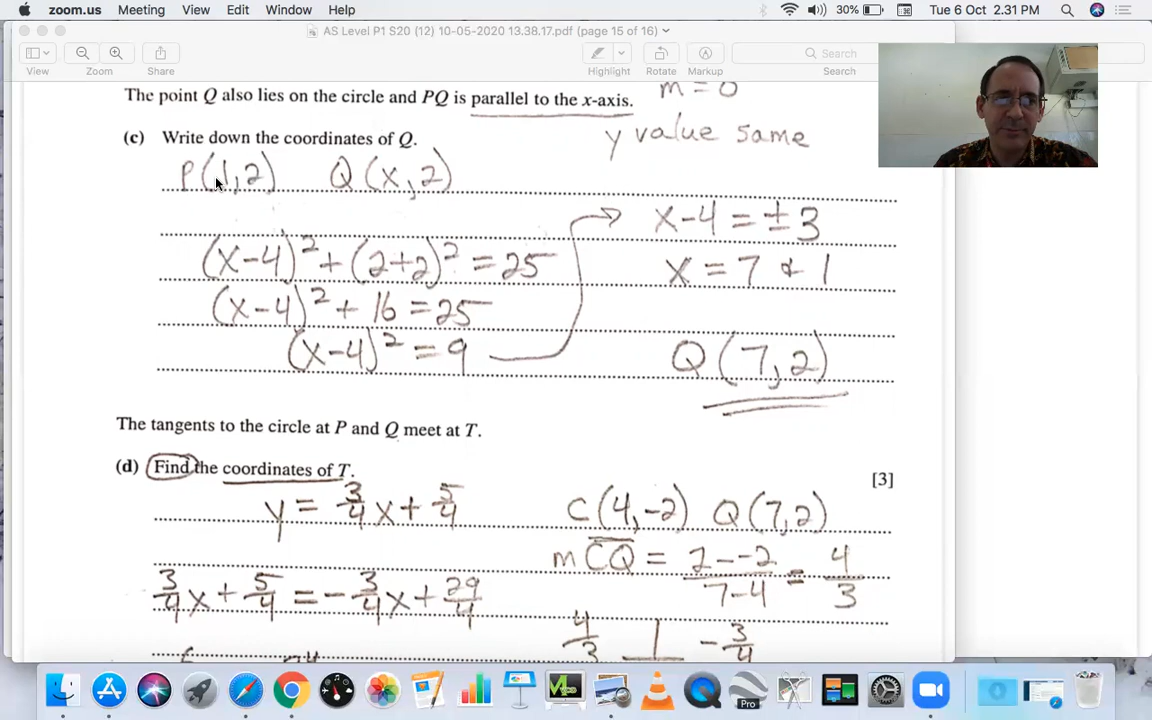 zoom.us Meeting View Edit Window Help 30% Tue 6 Oct 2.31 PM
AS Level P1 S20 (12) 10-05-2020 13.38.17.pdf (page 15 of 16)
View Zoom Share Highlight Rotate Markup Search
Search
The point Q also lies on the circle and PQ is parallel to the x-axis. m = 0
(c) Write down the coordinates of Q. y value same
P(1,2) Q(x,2)
x-4 = ±3
(x-4)² + (2+2)² = 25
x = 7 & 1
(x-4)² + 16 = 25
(x-4)² = 9
Q(7,2)
The tangents to the circle at P and Q meet at T.
(d) Find the coordinates of T.
[3]
y = 3/4 x + 5/4
C(4,-2) Q(7,2)
m CQ = 2--2/7-4 = 4/3
3/4 x + 5/4 = -3/4 x + 29/4
4/3 -3/4
Pro